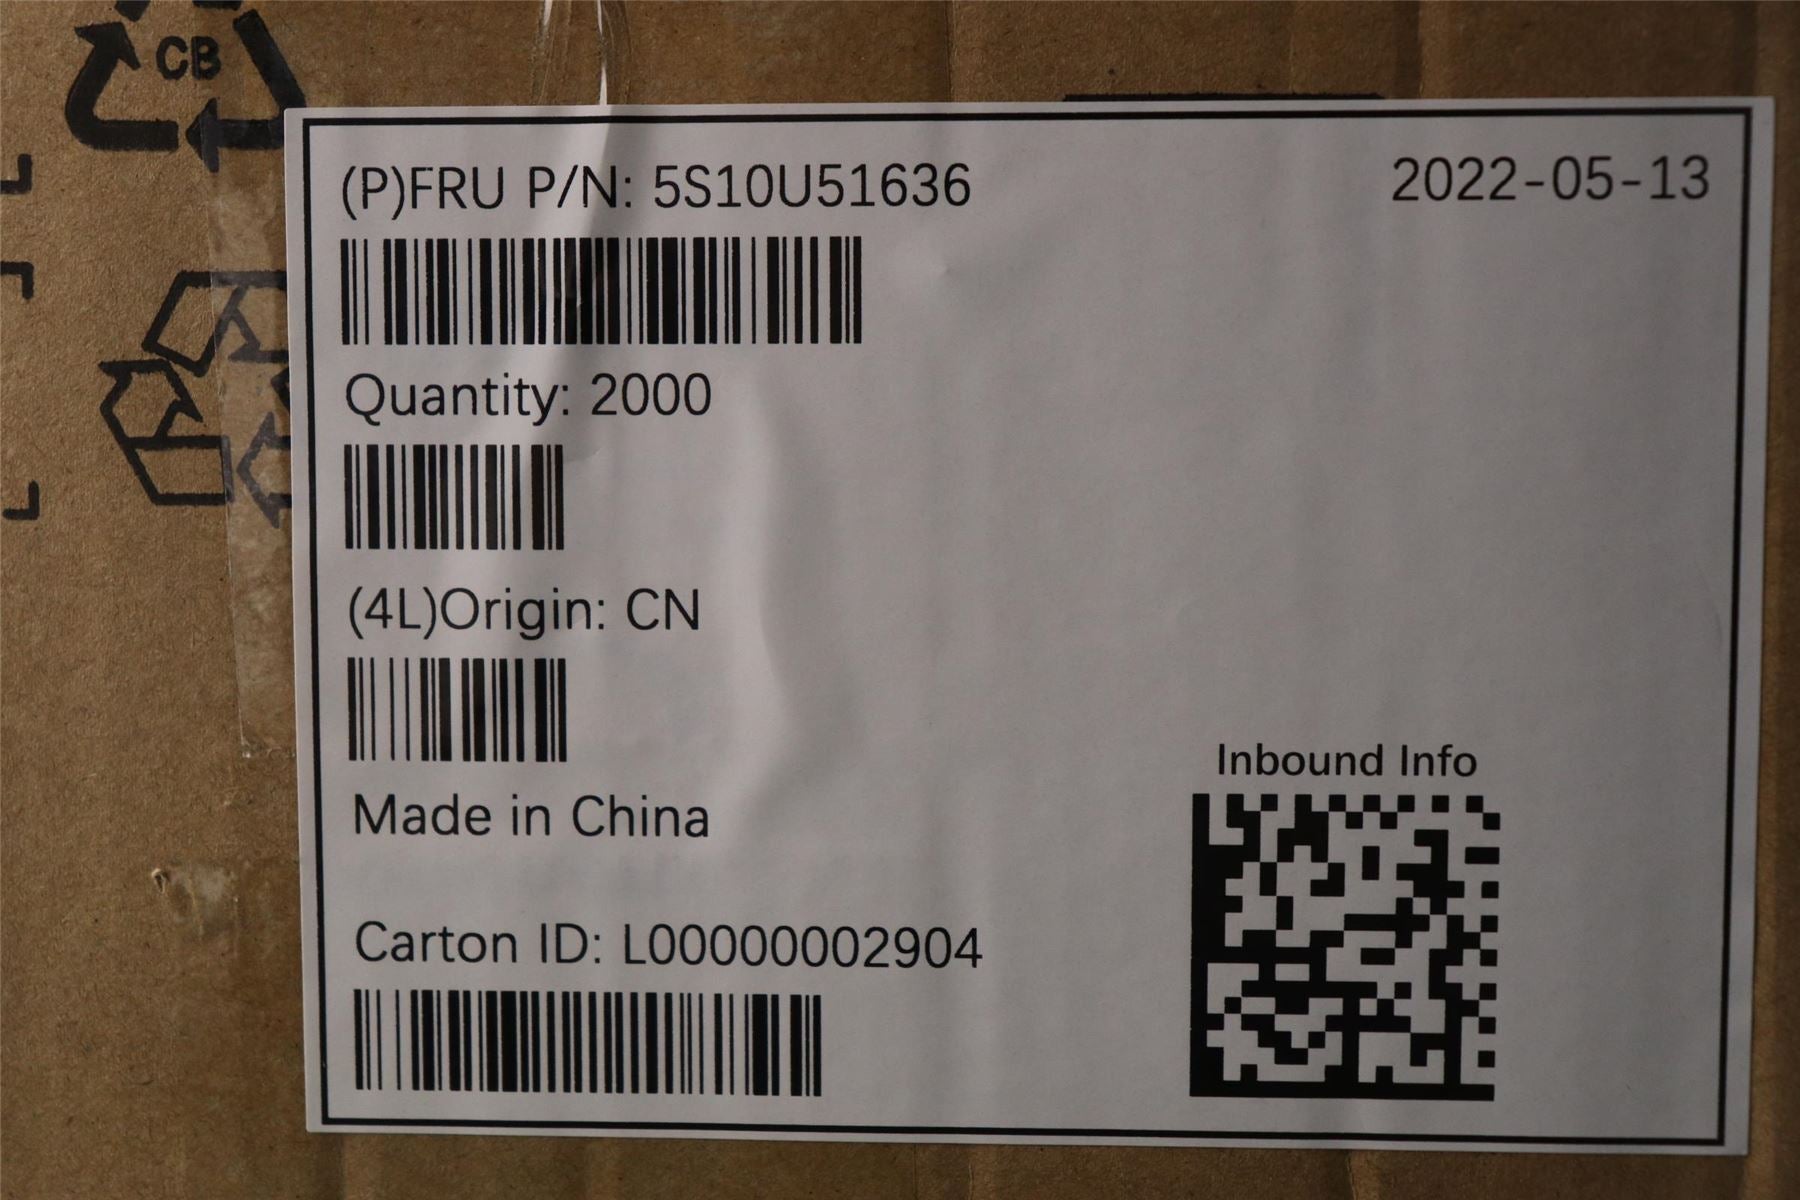 CB
(P)FRU P/N: 5S10U51636
2022-05-13
Quantity: 2000
(4L)Origin: CN
Made in China
Carton ID: L00000002904
Inbound Info